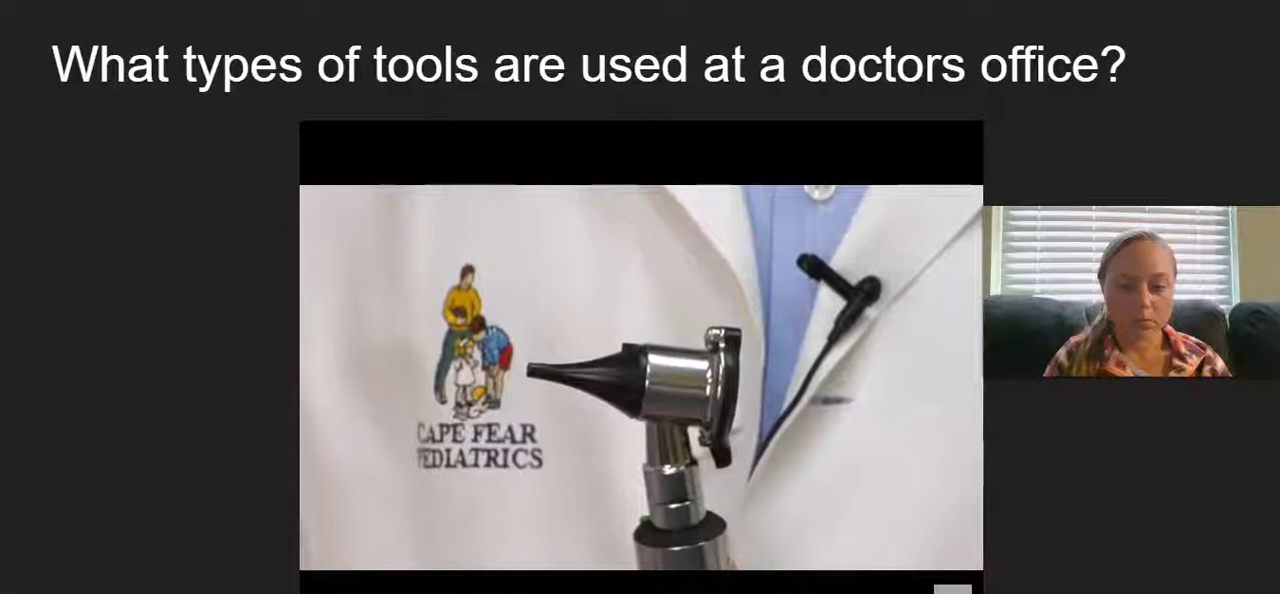 What types of tools are used at a doctors office?
CAPE FEAR
PEDIATRICS